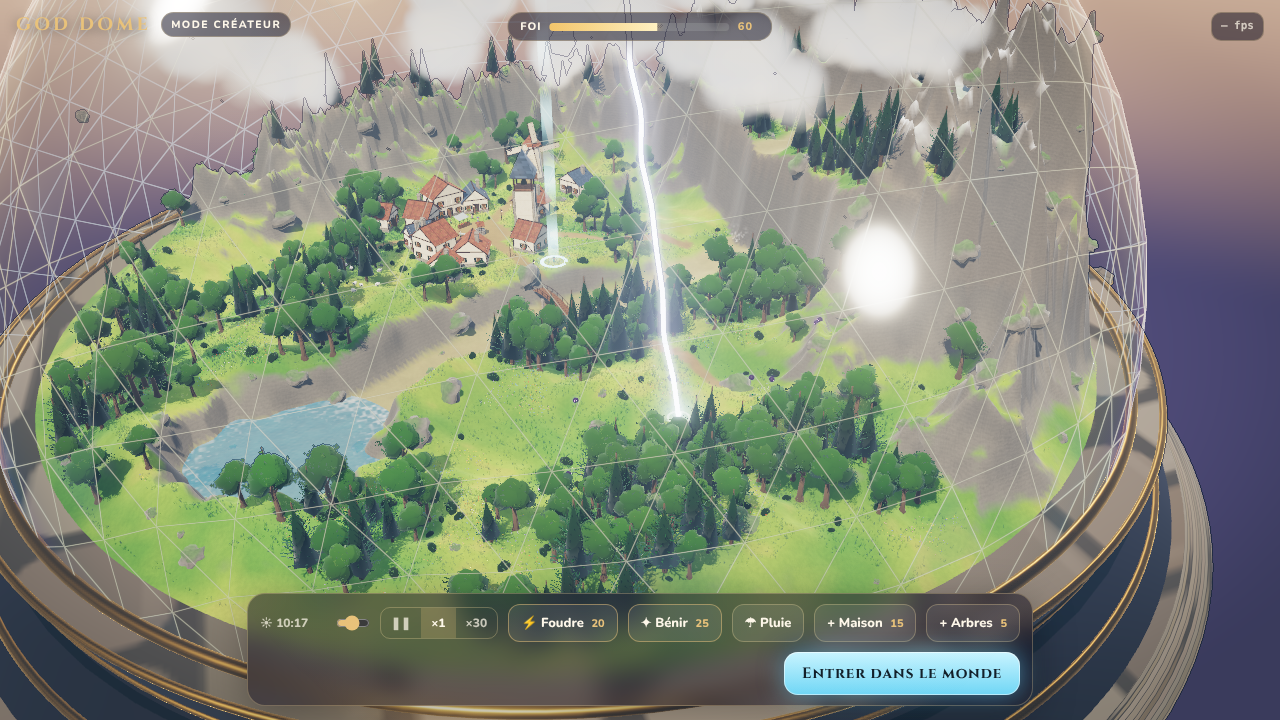 GOD DOME
MODE CRÉATEUR
FOI 60
— fps
☀ 10:17
❚❚ ×1 ×30
⚡ Foudre 20
✦ Bénir 25
☂ Pluie
+ Maison 15
+ Arbres 5
Entrer dans le monde